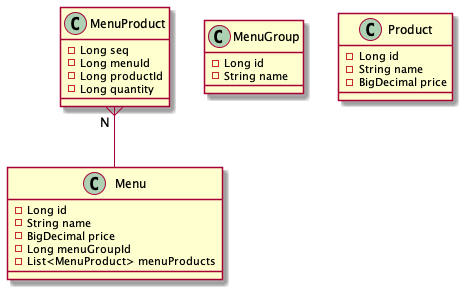 C MenuProduct
Long seq
Long menuId
Long productId
Long quantity
C MenuGroup
Long id
String name
C Product
Long id
String name
BigDecimal price
N
C Menu
Long id
String name
BigDecimal price
Long menuGroupId
List<MenuProduct> menuProducts